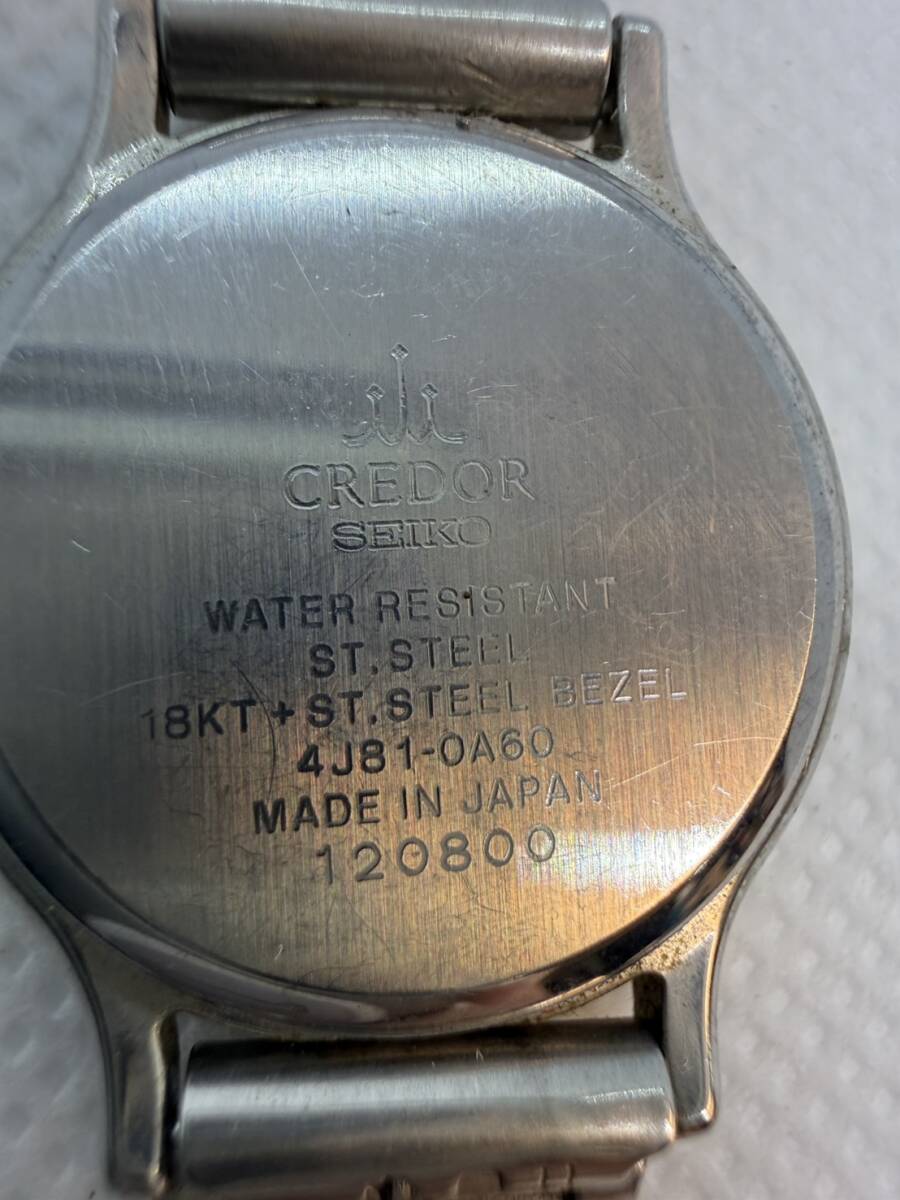 CREDOR
SEIKO
WATER RESISTANT
ST.STEEL
18KT+ST.STEEL BEZEL
4J81-0A60
MADE IN JAPAN
120800